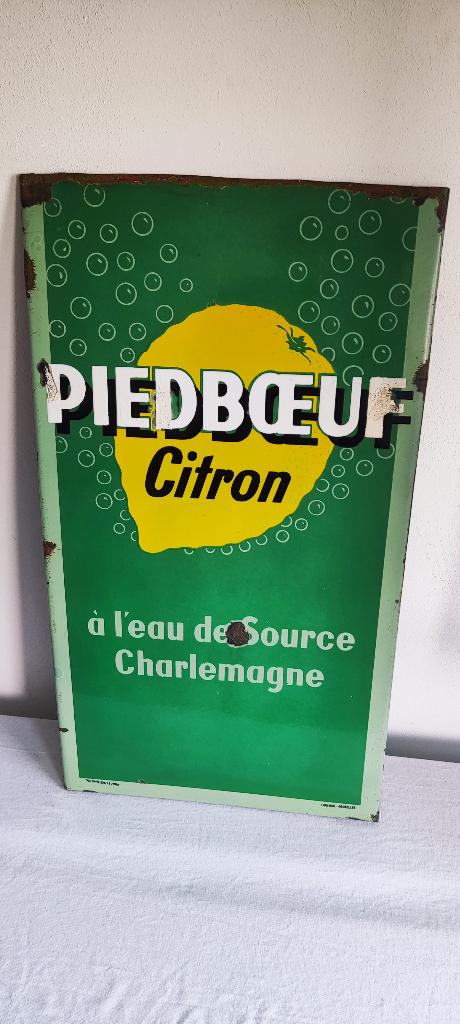 PIEDBŒUF
Citron
à l'eau de Source
Charlemagne